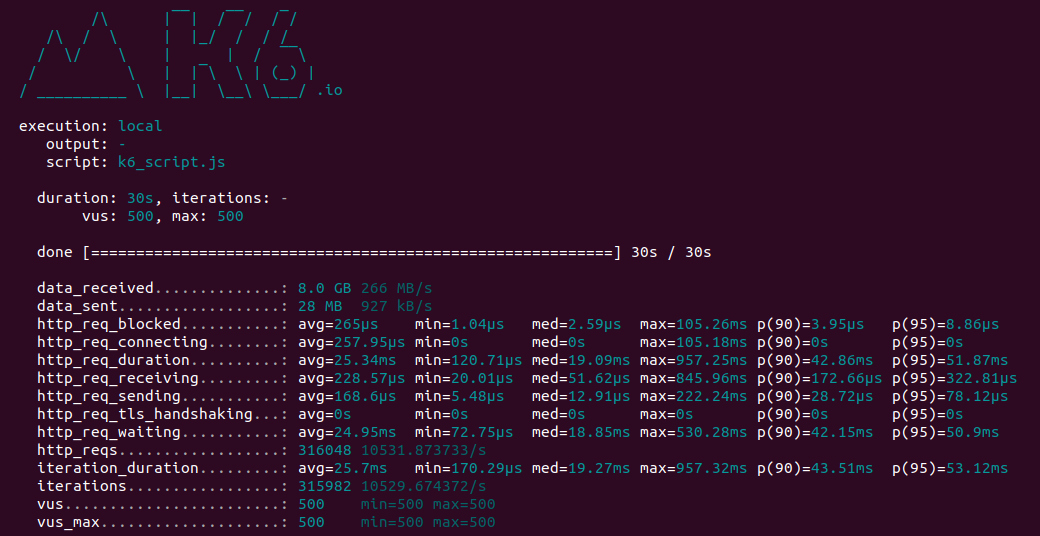 /\      |‾‾|  /‾‾/  /‾/
     /\  /  \     |  |_/  /  / /
    /  \/    \    |      |  /  ‾‾\
   /          \   |  |‾\  \ | (_) |
  / __________ \  |__|  \__\ \___/ .io
execution: local
output: -
script: k6_script.js
duration: 30s, iterations: -
vus: 500, max: 500
done [==========================================================] 30s / 30s
data_received..............: 8.0 GB 266 MB/s
data_sent..................: 28 MB  927 kB/s
http_req_blocked...........: avg=265µs    min=1.04µs   med=2.59µs  max=105.26ms p(90)=3.95µs   p(95)=8.86µs
http_req_connecting........: avg=257.95µs min=0s       med=0s      max=105.18ms p(90)=0s       p(95)=0s
http_req_duration..........: avg=25.34ms  min=120.71µs med=19.09ms max=957.25ms p(90)=42.86ms  p(95)=51.87ms
http_req_receiving.........: avg=228.57µs min=20.01µs  med=51.62µs max=845.96ms p(90)=172.66µs p(95)=322.81µs
http_req_sending...........: avg=168.6µs  min=5.48µs   med=12.91µs max=222.24ms p(90)=28.72µs  p(95)=78.12µs
http_req_tls_handshaking...: avg=0s       min=0s       med=0s      max=0s       p(90)=0s       p(95)=0s
http_req_waiting...........: avg=24.95ms  min=72.75µs  med=18.85ms max=530.28ms p(90)=42.15ms  p(95)=50.9ms
http_reqs..................: 316048 10531.873733/s
iteration_duration.........: avg=25.7ms   min=170.29µs med=19.27ms max=957.32ms p(90)=43.51ms  p(95)=53.12ms
iterations.................: 315982 10529.674372/s
vus........................: 500    min=500 max=500
vus_max....................: 500    min=500 max=500